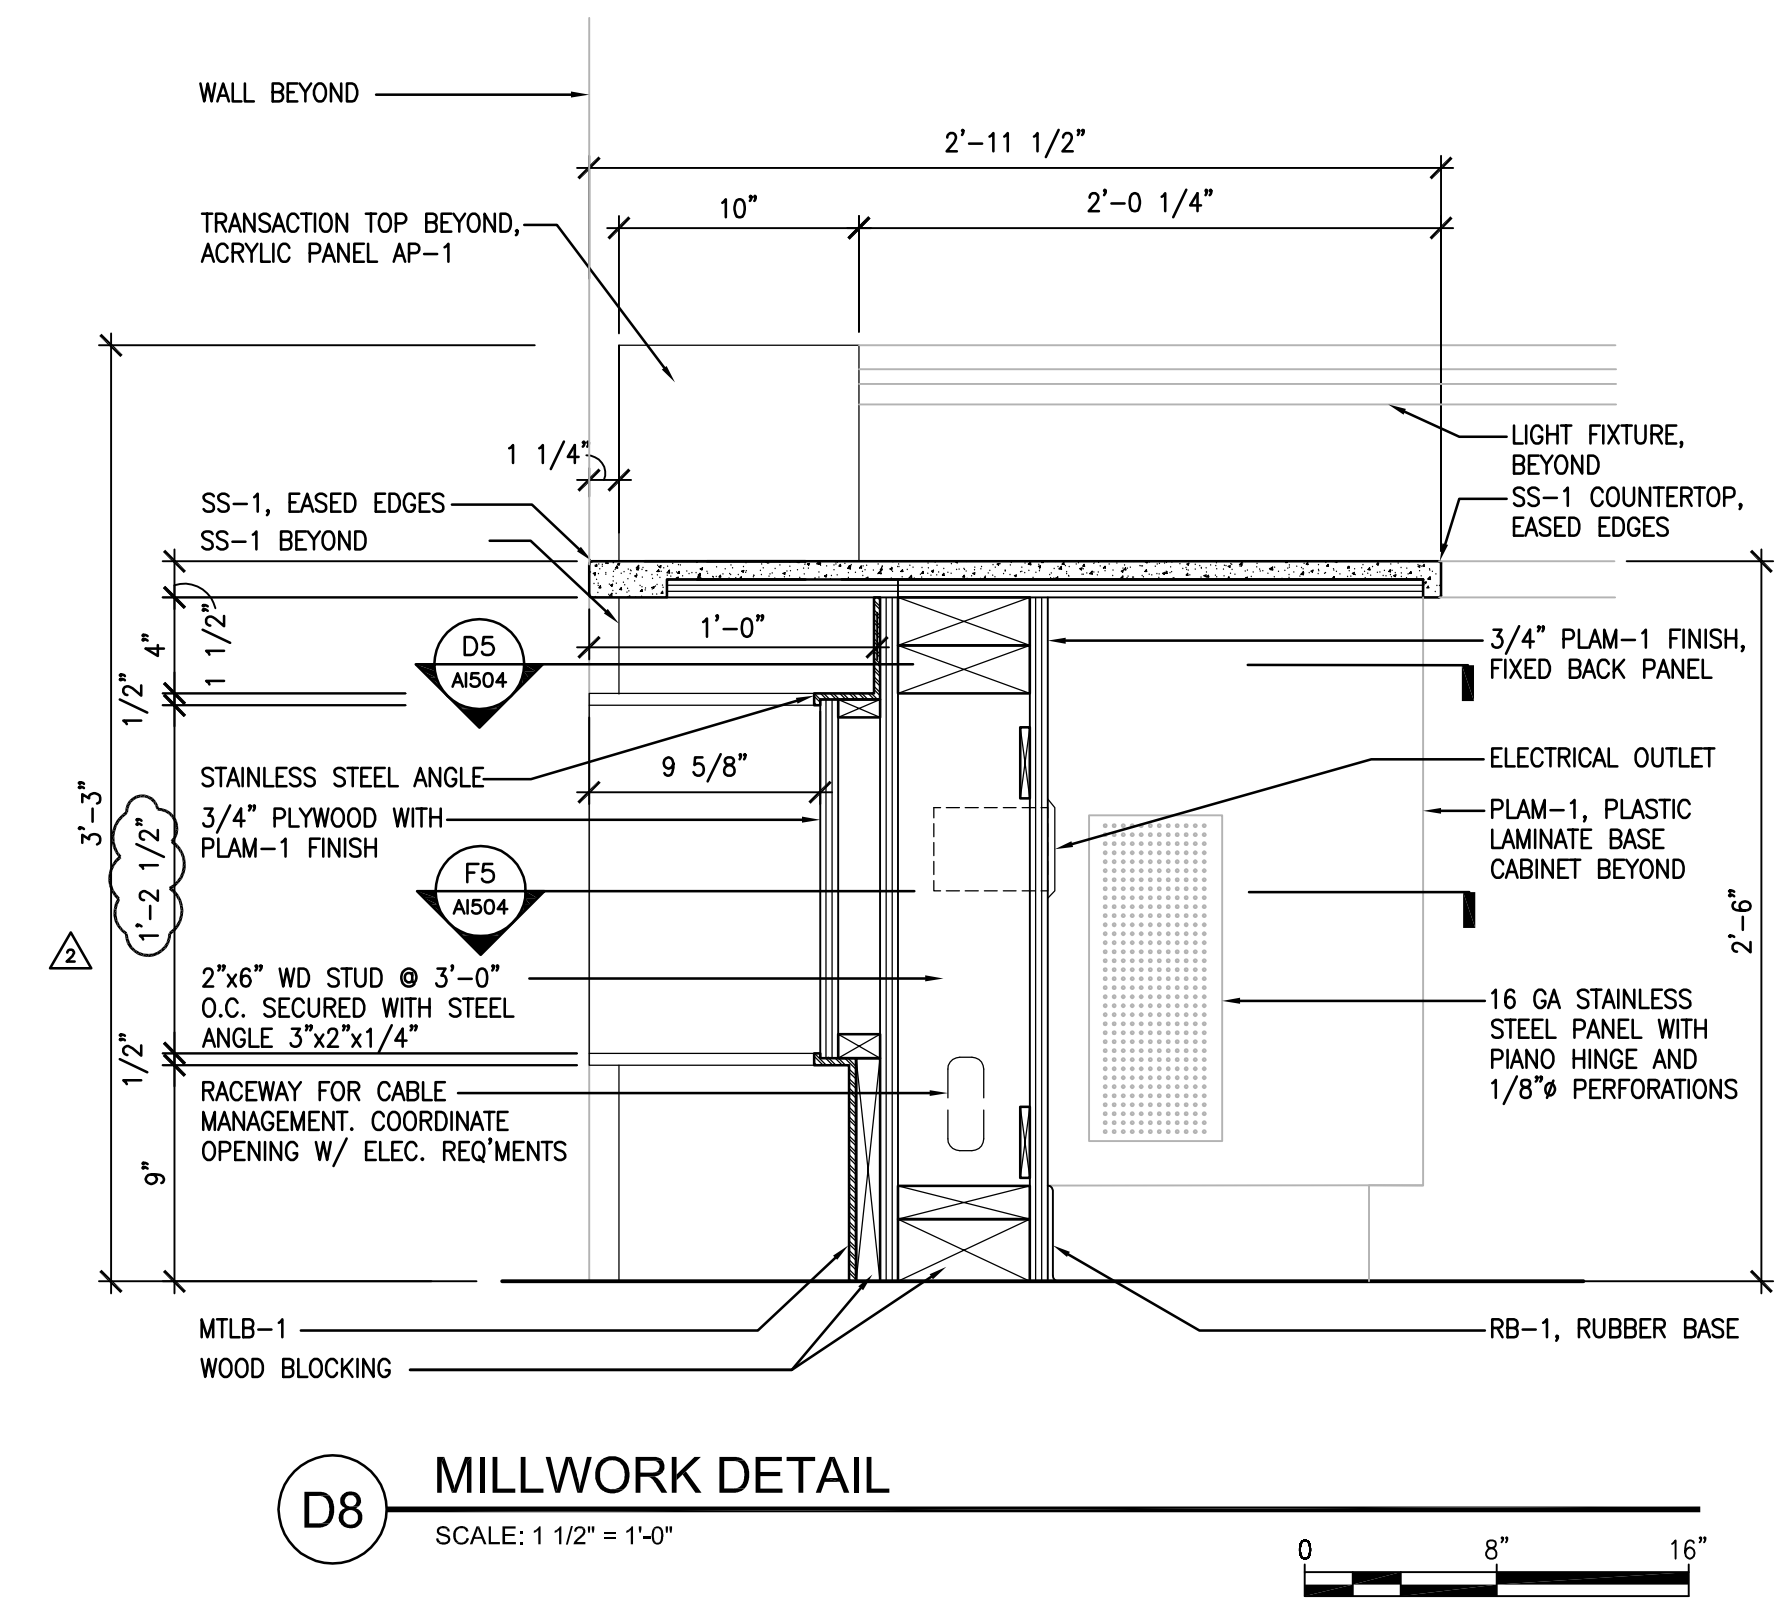 WALL BEYOND
2'-11 1/2"
10"
2'-0 1/4"
TRANSACTION TOP BEYOND,
ACRYLIC PANEL AP-1
1 1/4"
LIGHT FIXTURE,
BEYOND
SS-1, EASED EDGES
SS-1 BEYOND
SS-1 COUNTERTOP,
EASED EDGES
1 1/2"
4"
1/2"
1'-0"
D5
A1504
3/4" PLAM-1 FINISH,
FIXED BACK PANEL
STAINLESS STEEL ANGLE
9 5/8"
ELECTRICAL OUTLET
3/4" PLYWOOD WITH
PLAM-1 FINISH
PLAM-1, PLASTIC
LAMINATE BASE
CABINET BEYOND
3'-3"
1'-2 1/2"
F5
A1504
2'-6"
2
2"x6" WD STUD @ 3'-0"
O.C. SECURED WITH STEEL
ANGLE 3"x2"x1/4"
16 GA STAINLESS
STEEL PANEL WITH
PIANO HINGE AND
1/8"ø PERFORATIONS
1/2"
RACEWAY FOR CABLE
MANAGEMENT. COORDINATE
OPENING W/ ELEC. REQ'MENTS
9"
MTLB-1
WOOD BLOCKING
RB-1, RUBBER BASE
D8
MILLWORK DETAIL
SCALE: 1 1/2" = 1'-0"
0 8" 16"